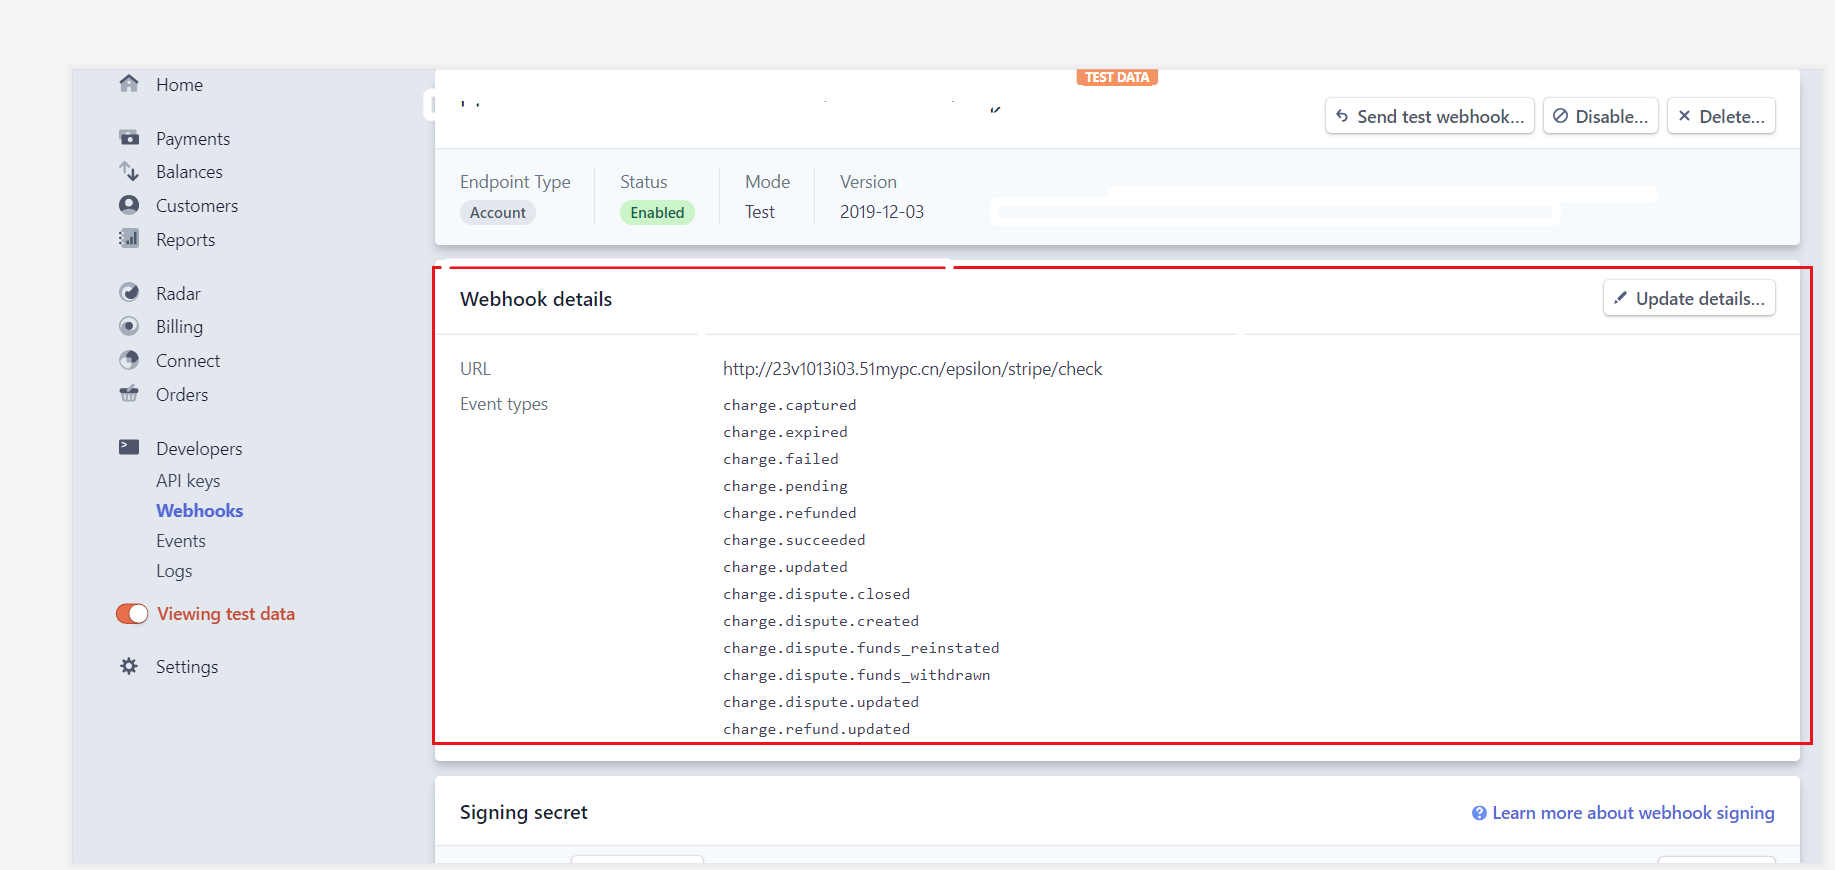 Home
Payments
Balances
Customers
Reports
Radar
Billing
Connect
Orders
Developers
API keys
Webhooks
Events
Logs
Viewing test data
Settings
TEST DATA
Send test webhook...
Disable...
Delete...
Endpoint Type
Account
Status
Enabled
Mode
Test
Version
2019-12-03
Webhook details
Update details...
URL
http://23v1013i03.51mypc.cn/epsilon/stripe/check
Event types
charge.captured
charge.expired
charge.failed
charge.pending
charge.refunded
charge.succeeded
charge.updated
charge.dispute.closed
charge.dispute.created
charge.dispute.funds_reinstated
charge.dispute.funds_withdrawn
charge.dispute.updated
charge.refund.updated
Signing secret
Learn more about webhook signing